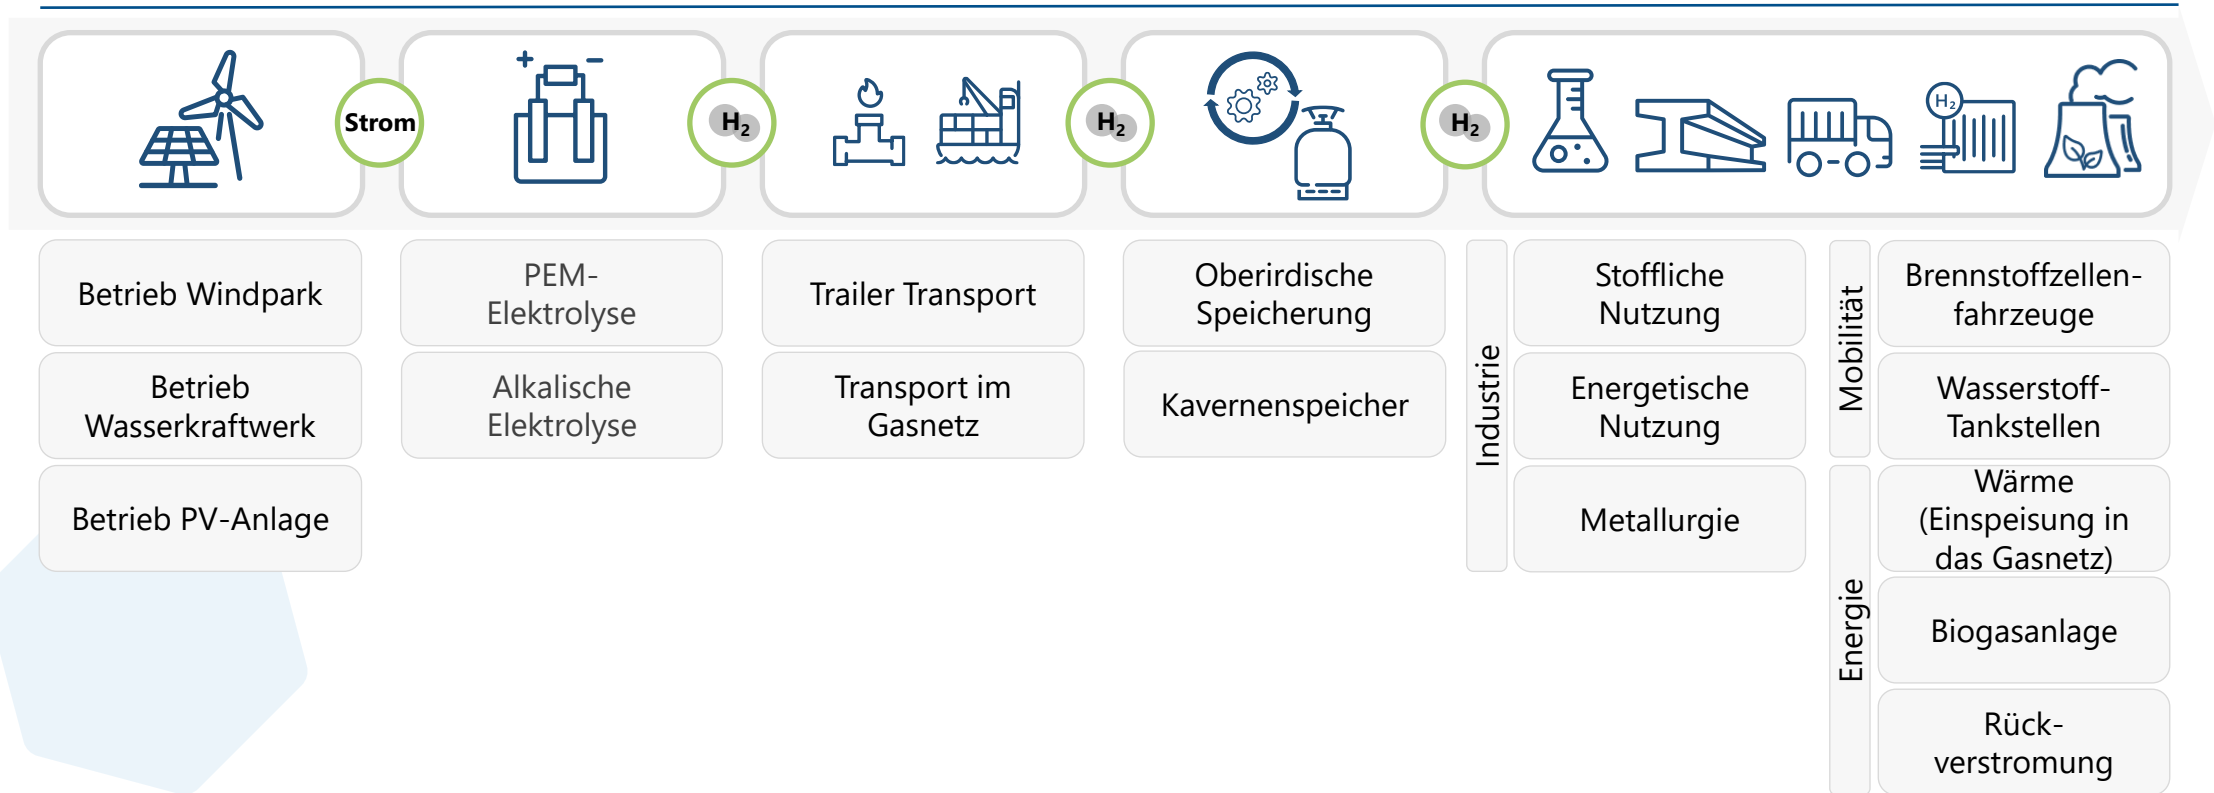 + −
Strom
H₂
H₂
H₂
H₂
Betrieb Windpark
Betrieb
Wasserkraftwerk
Betrieb PV-Anlage
PEM-
Elektrolyse
Alkalische
Elektrolyse
Trailer Transport
Transport im
Gasnetz
Oberirdische
Speicherung
Kavernenspeicher
Industrie
Stoffliche
Nutzung
Energetische
Nutzung
Metallurgie
Mobilität
Brennstoffzellen-
fahrzeuge
Wasserstoff-
Tankstellen
Energie
Wärme
(Einspeisung in
das Gasnetz)
Biogasanlage
Rück-
verstromung